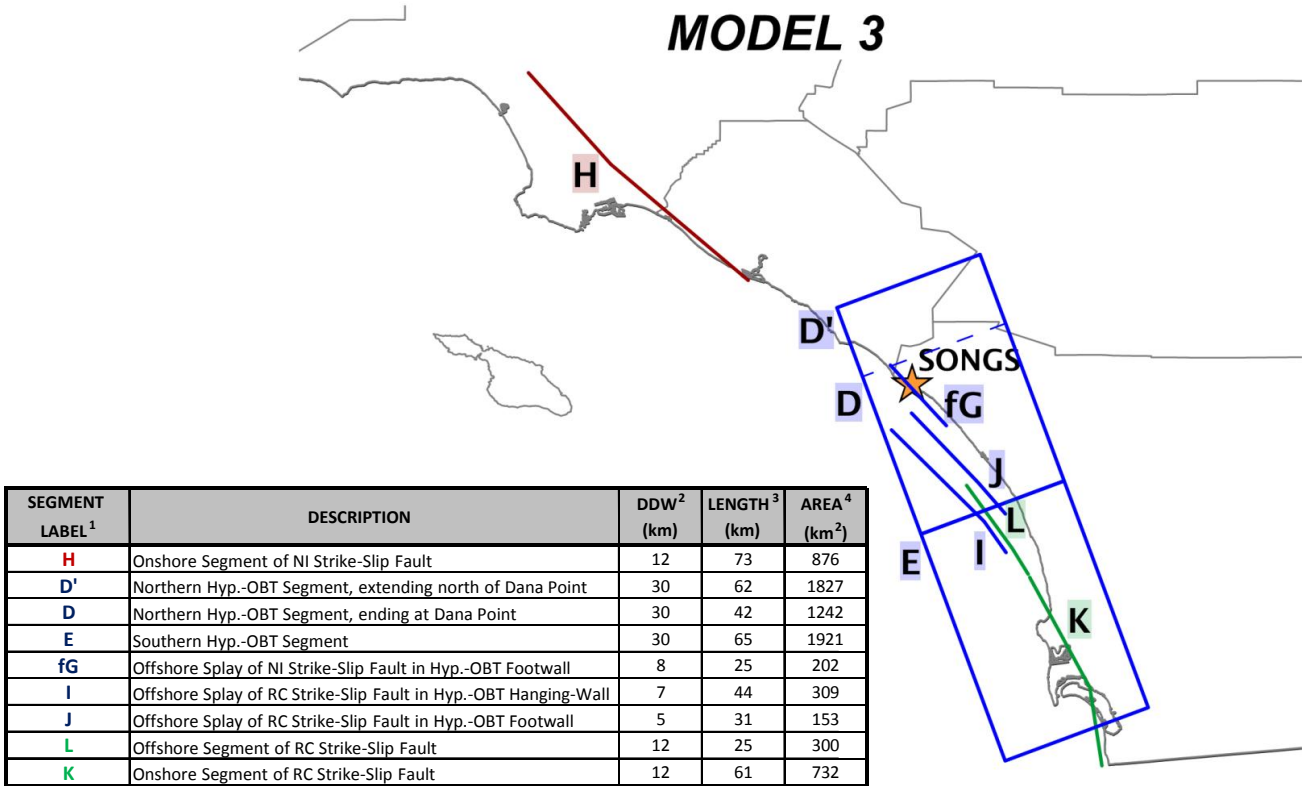 MODEL 3
H
D'
SONGS
D
fG
J
L
E
I
K
SEGMENT LABEL1 DESCRIPTION DDW2 (km) LENGTH3 (km) AREA4 (km2)
H Onshore Segment of NI Strike-Slip Fault 12 73 876
D' Northern Hyp.-OBT Segment, extending north of Dana Point 30 62 1827
D Northern Hyp.-OBT Segment, ending at Dana Point 30 42 1242
E Southern Hyp.-OBT Segment 30 65 1921
fG Offshore Splay of NI Strike-Slip Fault in Hyp.-OBT Footwall 8 25 202
I Offshore Splay of RC Strike-Slip Fault in Hyp.-OBT Hanging-Wall 7 44 309
J Offshore Splay of RC Strike-Slip Fault in Hyp.-OBT Footwall 5 31 153
L Offshore Segment of RC Strike-Slip Fault 12 25 300
K Onshore Segment of RC Strike-Slip Fault 12 61 732